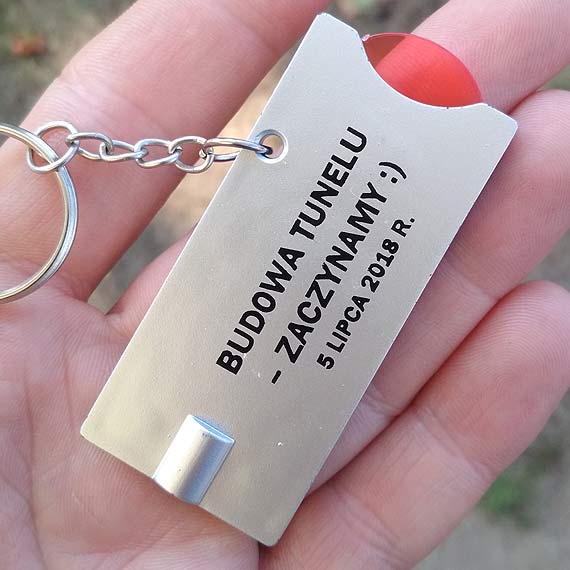 BUDOWA TUNELU
- ZACZYNAMY :)
5 LIPCA 2018 R.